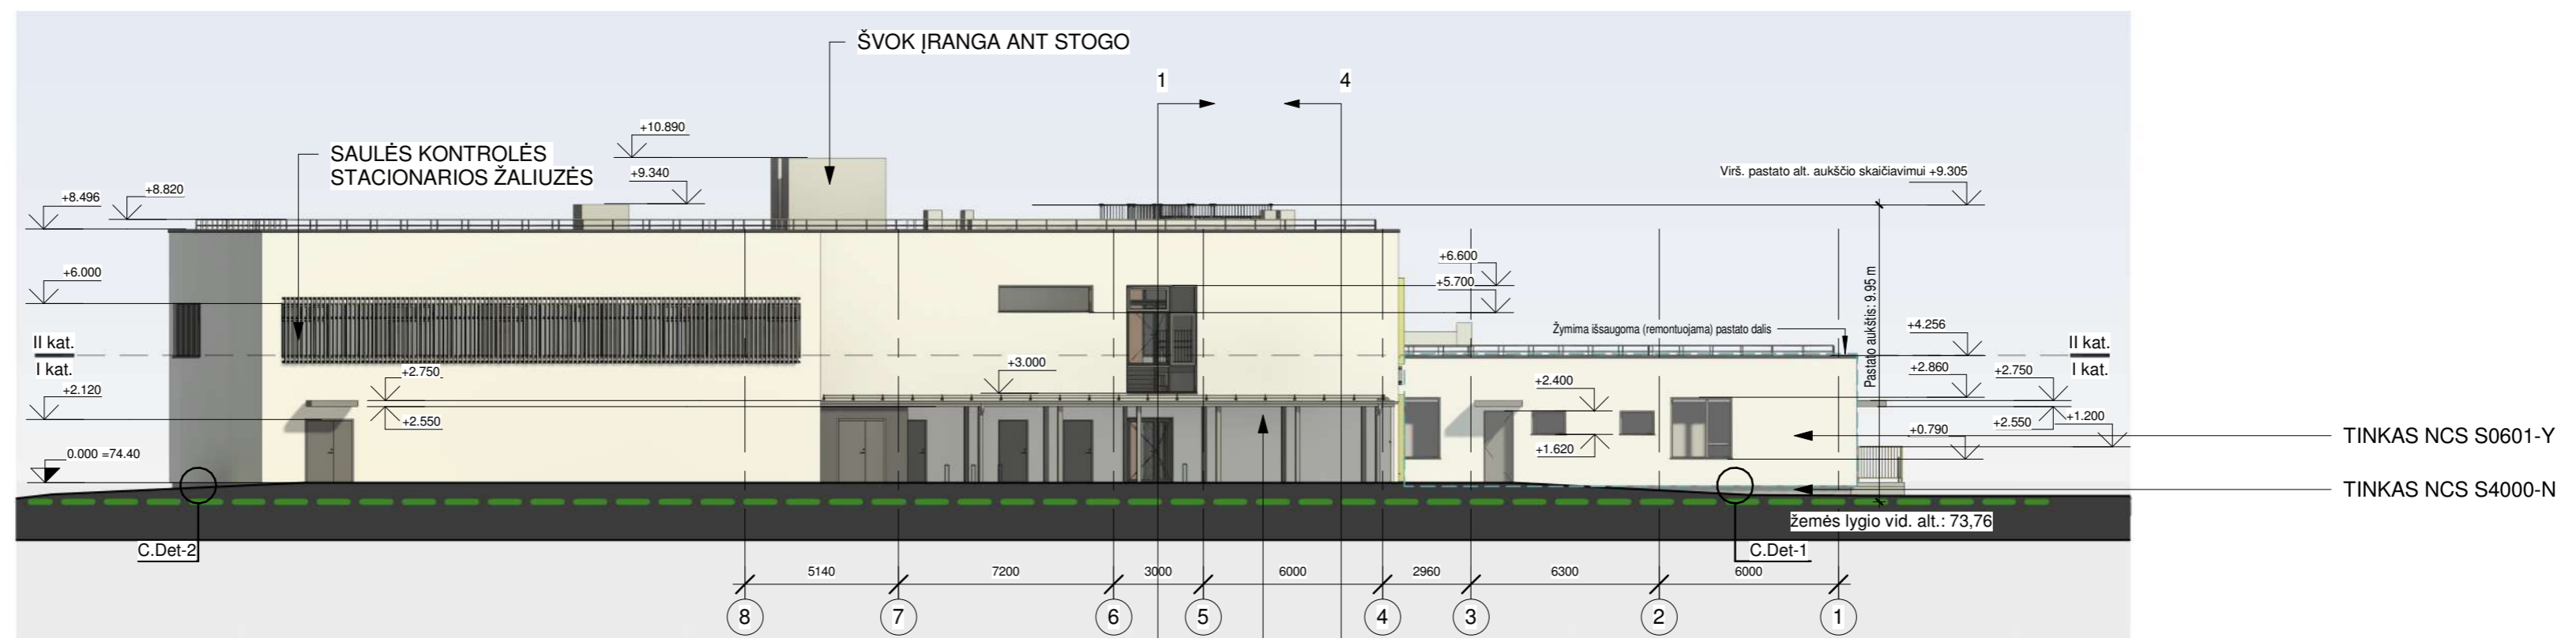 ŠVOK ĮRANGA ANT STOGO
1
4
+10.890
SAULĖS KONTROLĖS
STACIONARIOS ŽALIUZĖS
+9.340
Virš. pastato alt. aukščio skaičiavimui +9.305
+8.820
+8.496
+6.600
+6.000
+5.700
Pastato aukštis: 9.95 m
Žymima išsaugoma (remontuojama) pastato dalis
+4.256
II kat.
I kat.
II kat.
I kat.
+3.000
+2.860
+2.750
+2.750
+2.400
+2.120
+2.550
+2.550
+1.200
+0.790
+1.620
TINKAS NCS S0601-Y
0.000 =74.40
TINKAS NCS S4000-N
žemės lygio vid. alt.: 73,76
C.Det-2
C.Det-1
5140
7200
3000
6000
2960
6300
6000
8
7
6
5
4
3
2
1